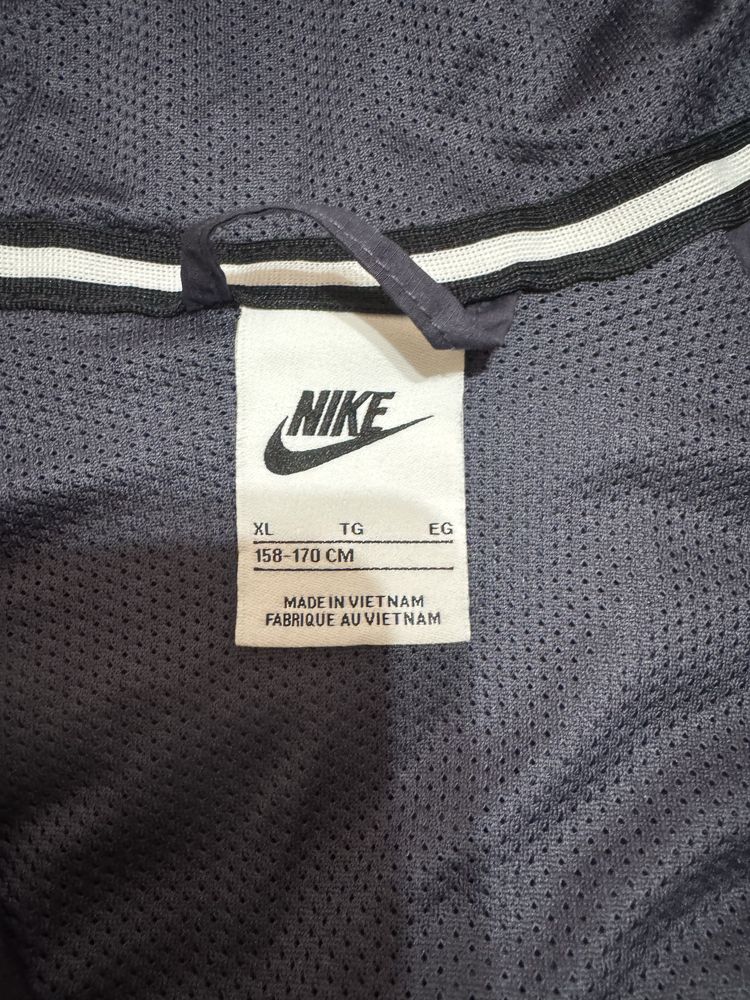 NIKE
XL TG EG
158-170 CM
MADE IN VIETNAM
FABRIQUE AU VIETNAM